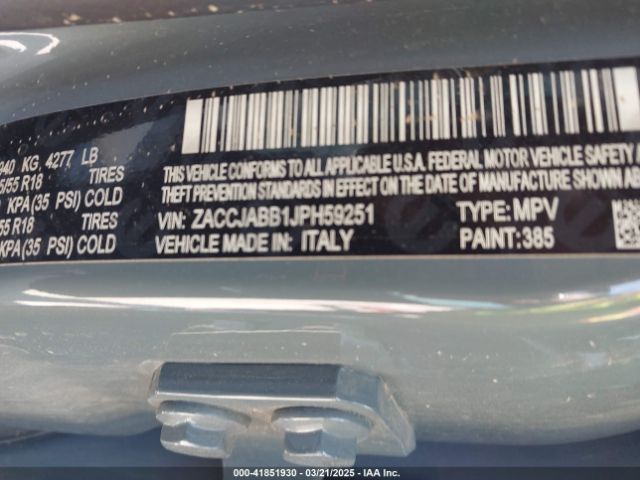 940 KG, 4277 LB
5/55 R18 TIRES
KPA (35 PSI) COLD
55 R18 TIRES
KPA (35 PSI) COLD
THIS VEHICLE CONFORMS TO ALL APPLICABLE U.S.A. FEDERAL MOTOR VEHICLE SAFETY
THEFT PREVENTION STANDARDS IN EFFECT ON THE DATE OF MANUFACTURE SHOWN ABOVE.
VIN: ZACCJABB1JPH59251 TYPE: MPV
VEHICLE MADE IN: ITALY PAINT: 385
000-41851930 - 03/21/2025 - IAA Inc.